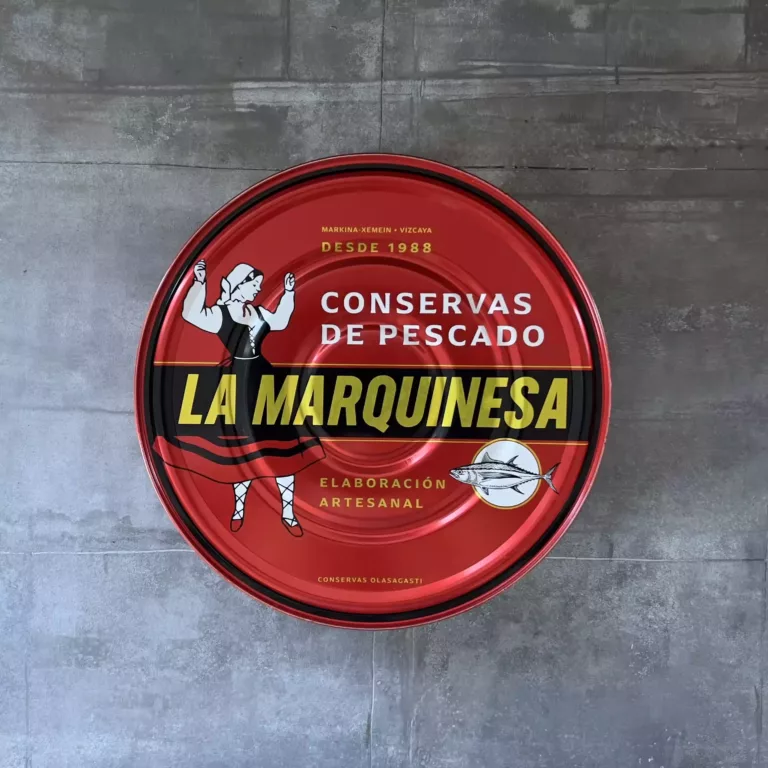 MARKINA-XEMEIN • VIZCAYA
DESDE 1988
CONSERVAS
DE PESCADO
LA MARQUINESA
ELABORACIÓN
ARTESANAL
CONSERVAS OLASAGASTI